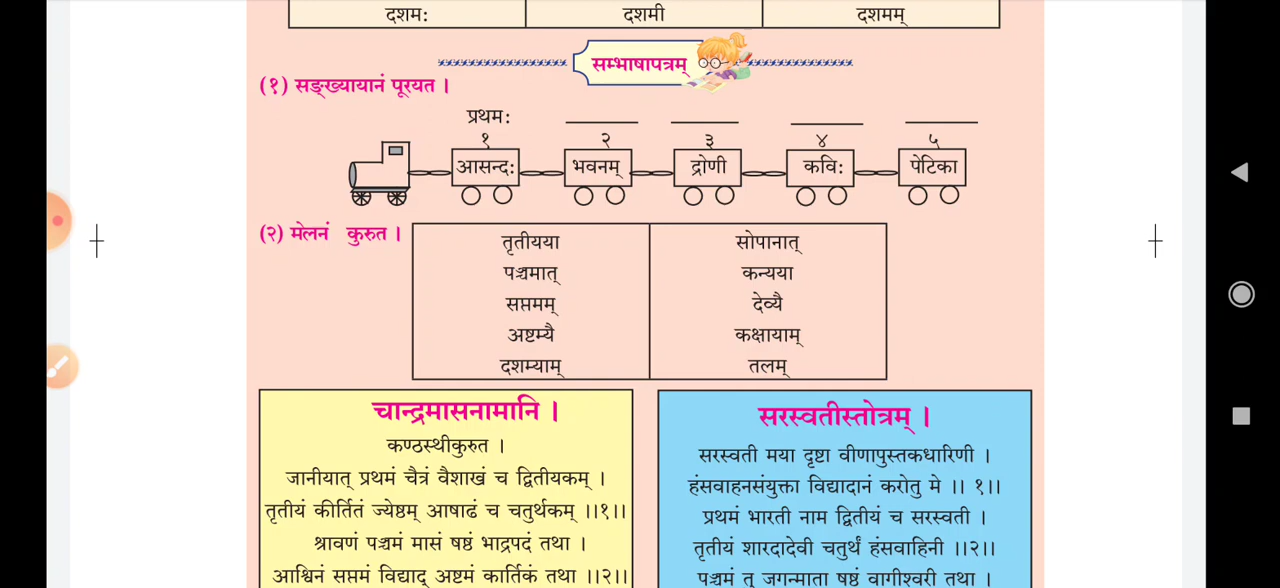 दशमः दशमी दशमम्
सम्भाषापत्रम्
(१) सङ्ख्यायानं पूरयत ।
प्रथमः
१ २ ३ ४ ५
आसन्दः भवनम् द्रोणी कविः पेटिका
(२) मेलनं कुरुत ।
तृतीयया सोपानात्
पञ्चमात् कन्यया
सप्तमम् देव्यै
अष्टम्यै कक्षायाम्
दशम्याम् तलम्
चान्द्रमासनामानि ।
कण्ठस्थीकुरुत ।
जानीयात् प्रथमं चैत्रं वैशाखं च द्वितीयकम् ।
तृतीयं कीर्तितं ज्येष्ठम् आषाढं च चतुर्थकम् ।।१।।
श्रावणं पञ्चमं मासं षष्ठं भाद्रपदं तथा ।
आश्विनं सप्तमं विद्याद् अष्टमं कार्तिकं तथा ।।२।।
सरस्वतीस्तोत्रम् ।
सरस्वती मया दृष्टा वीणापुस्तकधारिणी ।
हंसवाहनसंयुक्ता विद्यादानं करोतु मे ।। १।।
प्रथमं भारती नाम द्वितीयं च सरस्वती ।
तृतीयं शारदादेवी चतुर्थं हंसवाहिनी ।।२।।
पञ्चमं तु जगन्माता षष्ठं वागीश्वरी तथा ।